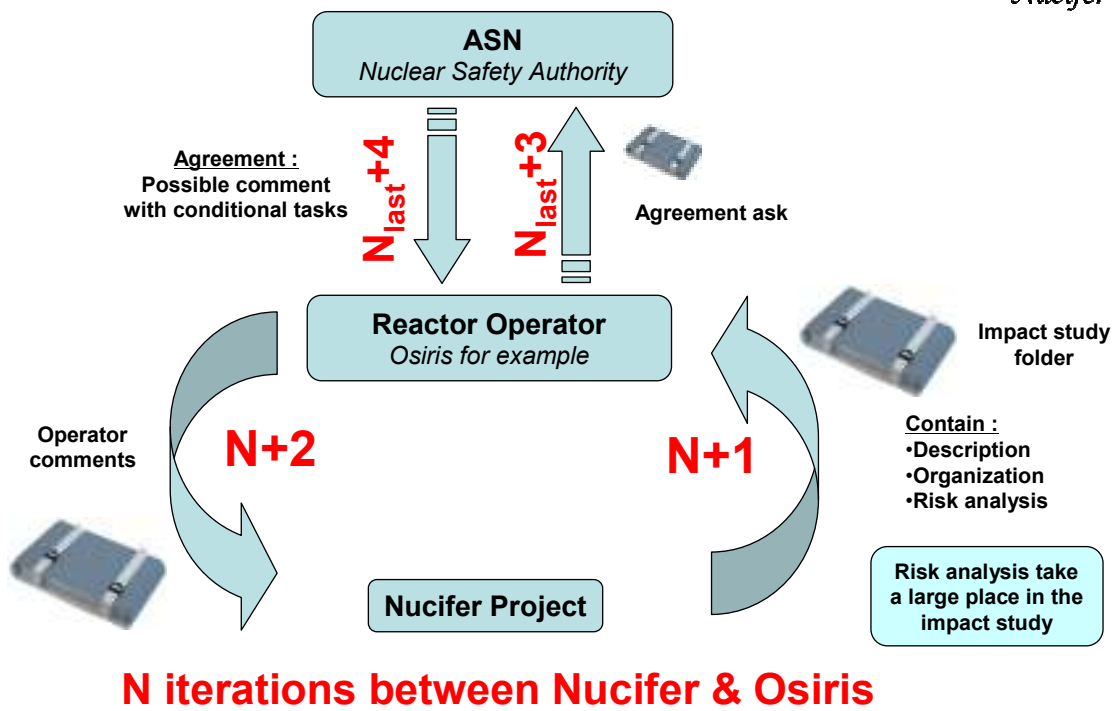 Nucifer
ASN
Nuclear Safety Authority
Agreement :
Possible comment
with conditional tasks
Nlast+4
Nlast+3
Agreement ask
Reactor Operator
Osiris for example
Impact study
folder
Operator
comments
N+2
N+1
Contain :
•Description
•Organization
•Risk analysis
Nucifer Project
Risk analysis take
a large place in the
impact study
N iterations between Nucifer & Osiris